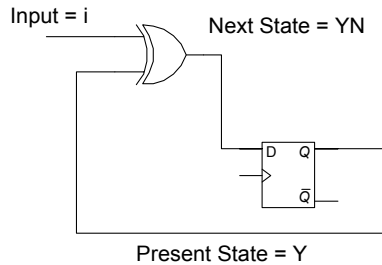 Input = i
Next State = YN
D Q
Q̅
Present State = Y